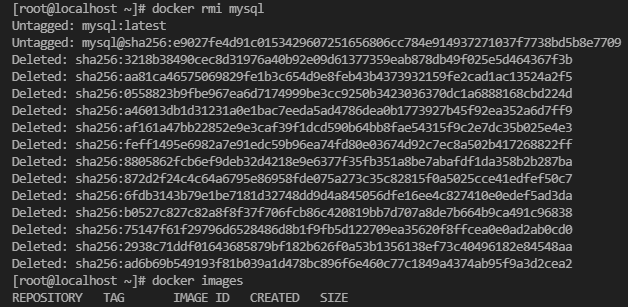 [root@localhost ~]# docker rmi mysql
Untagged: mysql:latest
Untagged: mysql@sha256:e9027fe4d91c0153429607251656806cc784e914937271037f7738bd5b8e7709
Deleted: sha256:3218b38490cec8d31976a40b92e09d61377359eab878db49f025e5d464367f3b
Deleted: sha256:aa81ca46575069829fe1b3c654d9e8feb43b4373932159fe2cad1ac13524a2f5
Deleted: sha256:0558823b9fbe967ea6d7174999be3cc9250b3423036370dc1a6888168cbd224d
Deleted: sha256:a46013db1d31231a0e1bac7eeda5ad4786dea0b1773927b45f92ea352a6d7ff9
Deleted: sha256:af161a47bb22852e9e3caf39f1dcd590b64bb8fae54315f9c2e7dc35b025e4e3
Deleted: sha256:feff1495e6982a7e91edc59b96ea74fd80e03674d92c7ec8a502b417268822ff
Deleted: sha256:8805862fcb6ef9deb32d4218e9e6377f35fb351a8be7abafdf1da358b2b287ba
Deleted: sha256:872d2f24c4c64a6795e86958fde075a273c35c82815f0a5025cce41edfef50c7
Deleted: sha256:6fdb3143b79e1be7181d32748dd9d4a845056dfe16ee4c827410e0edef5ad3da
Deleted: sha256:b0527c827c82a8f8f37f706fcb86c420819bb7d707a8de7b664b9ca491c96838
Deleted: sha256:75147f61f29796d6528486d8b1f9fb5d122709ea35620f8ffcea0e0ad2ab0cd0
Deleted: sha256:2938c71ddf01643685879bf182b626f0a53b1356138ef73c40496182e84548aa
Deleted: sha256:ad6b69b549193f81b039a1d478bc896f6e460c77c1849a4374ab95f9a3d2cea2
[root@localhost ~]# docker images
REPOSITORY   TAG       IMAGE ID   CREATED   SIZE